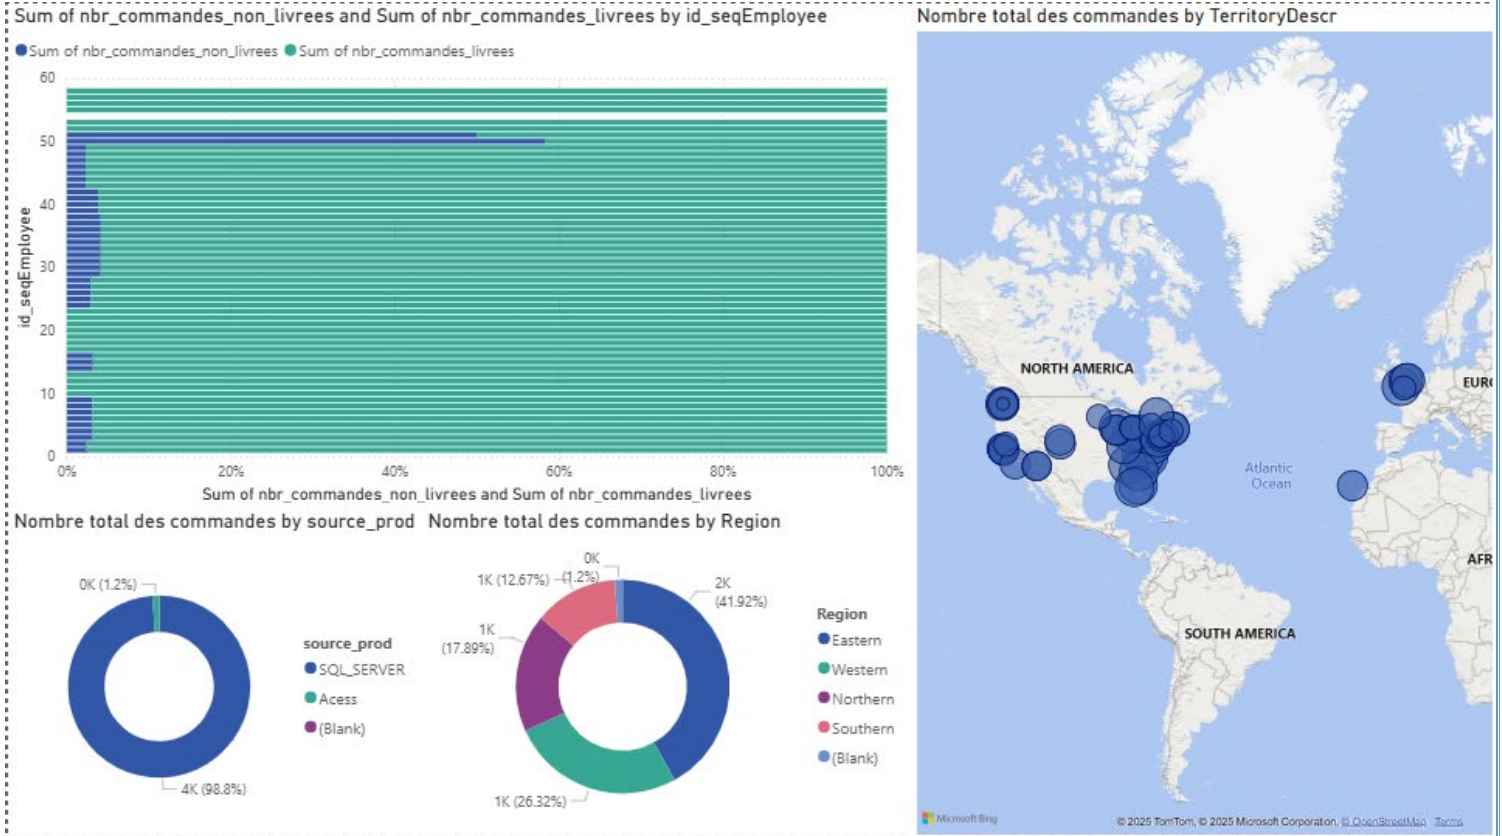 Sum of nbr_commandes_non_livrees and Sum of nbr_commandes_livrees by id_seqEmployee
Sum of nbr_commandes_non_livrees Sum of nbr_commandes_livrees
60
50
40
30
20
10
0
id_seqEmployee
0% 20% 40% 60% 80% 100%
Sum of nbr_commandes_non_livrees and Sum of nbr_commandes_livrees
Nombre total des commandes by source_prod
0K (1.2%)
4K (98.8%)
source_prod
SQL_SERVER
Acess
(Blank)
Nombre total des commandes by Region
0K
(1.2%)
1K (12.67%)
2K
(41.92%)
1K
(17.89%)
1K (26.32%)
Region
Eastern
Western
Northern
Southern
(Blank)
Nombre total des commandes by TerritoryDescr
NORTH AMERICA
EURO
Atlantic
Ocean
AFR
SOUTH AMERICA
Microsoft Bing
© 2025 TomTom, © 2025 Microsoft Corporation, © OpenStreetMap Terms